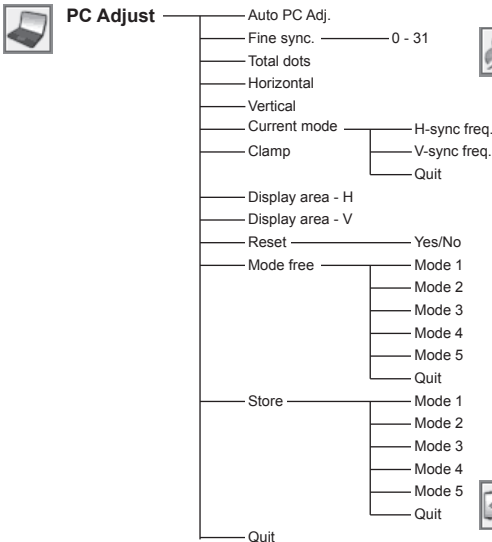 PC Adjust
Auto PC Adj.
Fine sync. 0 - 31
Total dots
Horizontal
Vertical
Current mode H-sync freq.
Clamp V-sync freq.
Quit
Display area - H
Display area - V
Reset Yes/No
Mode free Mode 1
Mode 2
Mode 3
Mode 4
Mode 5
Quit
Store Mode 1
Mode 2
Mode 3
Mode 4
Mode 5
Quit
Quit